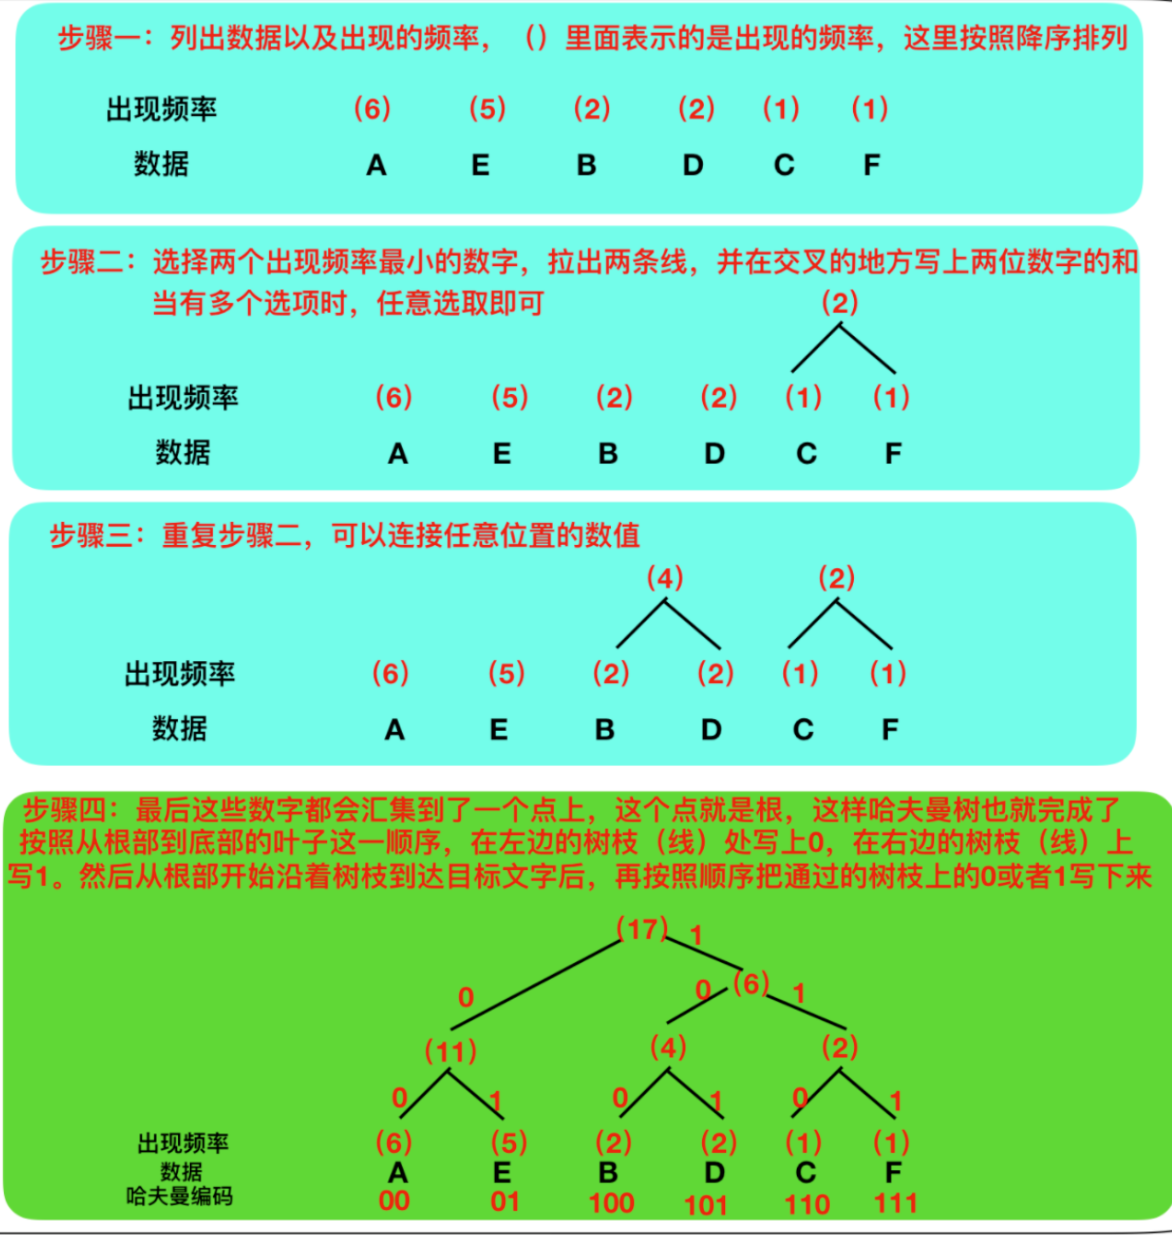 步骤一：列出数据以及出现的频率，（）里面表示的是出现的频率，这里按照降序排列
出现频率 （6） （5） （2） （2） （1） （1）
数据 A E B D C F
步骤二：选择两个出现频率最小的数字，拉出两条线，并在交叉的地方写上两位数字的和
当有多个选项时，任意选取即可
（2）
出现频率 （6） （5） （2） （2） （1） （1）
数据 A E B D C F
步骤三：重复步骤二，可以连接任意位置的数值
（4） （2）
出现频率 （6） （5） （2） （2） （1） （1）
数据 A E B D C F
步骤四：最后这些数字都会汇集到了一个点上，这个点就是根，这样哈夫曼树也就完成了
按照从根部到底部的叶子这一顺序，在左边的树枝（线）处写上0，在右边的树枝（线）上
写1。然后从根部开始沿着树枝到达目标文字后，再按照顺序把通过的树枝上的0或者1写下来
（17） 1
0 0 （6） 1
（11） （4） （2）
0 1 0 1 0 1
出现频率 （6） （5） （2） （2） （1） （1）
数据 A E B D C F
哈夫曼编码 00 01 100 101 110 111